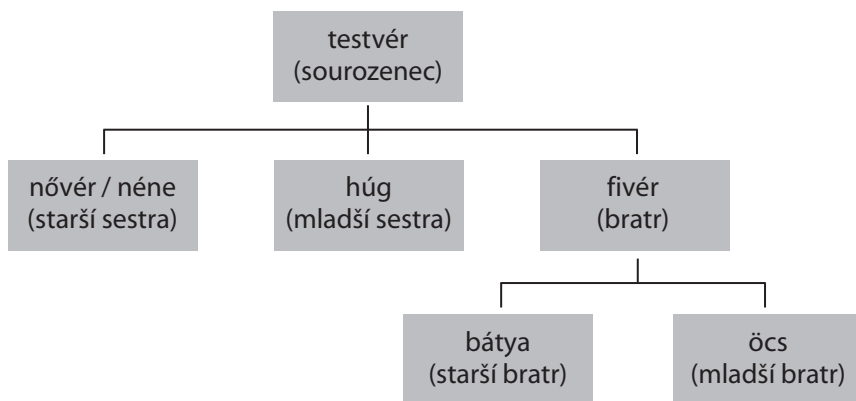 testvér
(sourozenec)
nővér / néne
(starší sestra)
húg
(mladší sestra)
fivér
(bratr)
bátya
(starší bratr)
öcs
(mladší bratr)